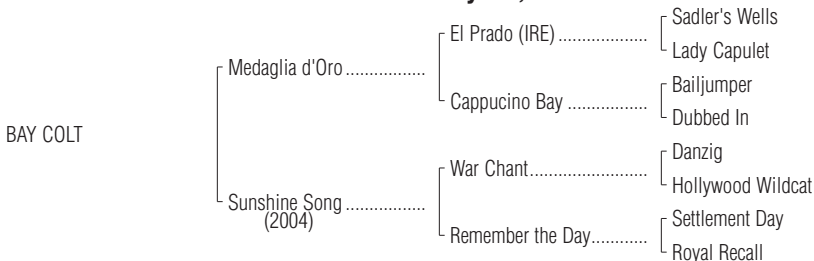 Sadler's Wells
El Prado (IRE) ...................
Lady Capulet
Medaglia d'Oro .................
Bailjumper
Cappucino Bay .................
Dubbed In
BAY COLT
Danzig
War Chant.........................
Hollywood Wildcat
Sunshine Song .................
(2004)
Settlement Day
Remember the Day............
Royal Recall